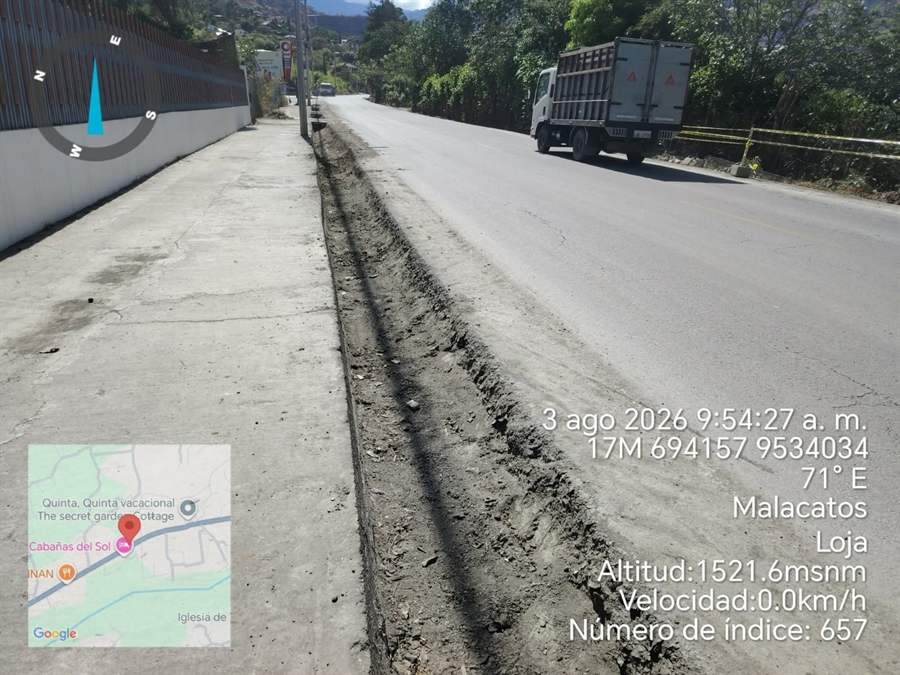 N
E
S
W
3 ago 2026 9:54:27 a. m.
17M 694157 9534034
71° E
Malacatos
Loja
Altitud:1521.6msnm
Velocidad:0.0km/h
Número de índice: 657
Quinta, Quinta vacacional
The secret garden Cottage
Cabañas del Sol
INAN
Iglesia de
Google